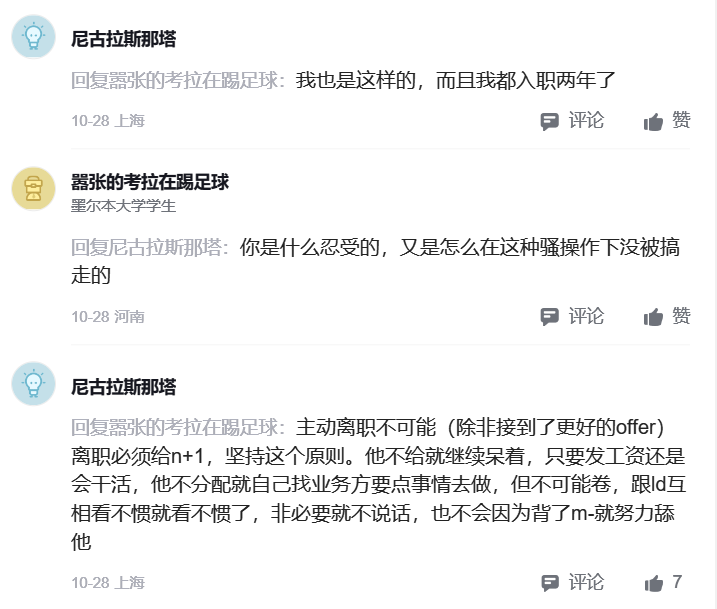 尼古拉斯那塔
回复嚣张的考拉在踢足球：我也是这样的，而且我都入职两年了
10-28 上海 评论 赞
嚣张的考拉在踢足球
墨尔本大学学生
回复尼古拉斯那塔：你是什么忍受的，又是怎么在这种骚操作下没被搞
走的
10-28 河南 评论 赞
尼古拉斯那塔
回复嚣张的考拉在踢足球：主动离职不可能（除非接到了更好的offer）
离职必须给n+1，坚持这个原则。他不给就继续呆着，只要发工资还是
会干活，他不分配就自己找业务方要点事情去做，但不可能卷，跟ld互
相看不惯就看不惯了，非必要就不说话，也不会因为背了m-就努力舔
他
10-28 上海 评论 7